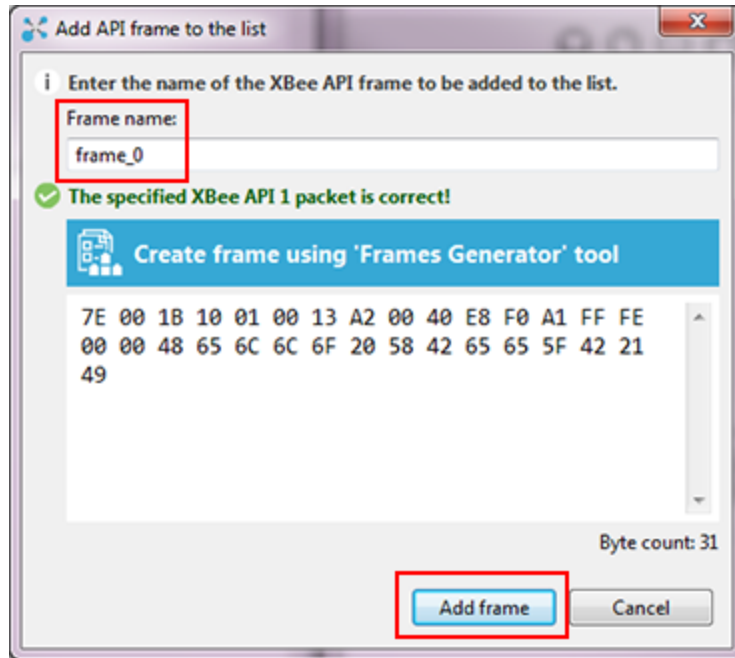 Add API frame to the list
Enter the name of the XBee API frame to be added to the list.
Frame name:
frame_0
The specified XBee API 1 packet is correct!
Create frame using 'Frames Generator' tool
7E 00 1B 10 01 00 13 A2 00 40 E8 F0 A1 FF FE
00 00 48 65 6C 6C 6F 20 58 42 65 65 5F 42 21
49
Byte count: 31
Add frame Cancel